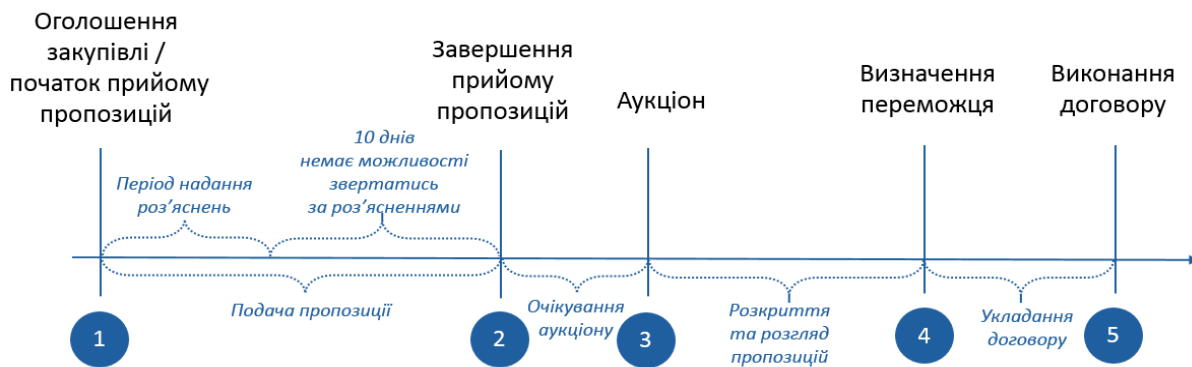 Оголошення
закупівлі /
початок прийому
пропозицій
Завершення
прийому
пропозицій
Аукціон
Визначення
переможця
Виконання
договору
Період надання
роз’яснень
10 днів
немає можливості
звертатись
за роз’ясненнями
Подача пропозиції
Очікування
аукціону
Розкриття
та розгляд
пропозицій
Укладання
договору
1
2
3
4
5